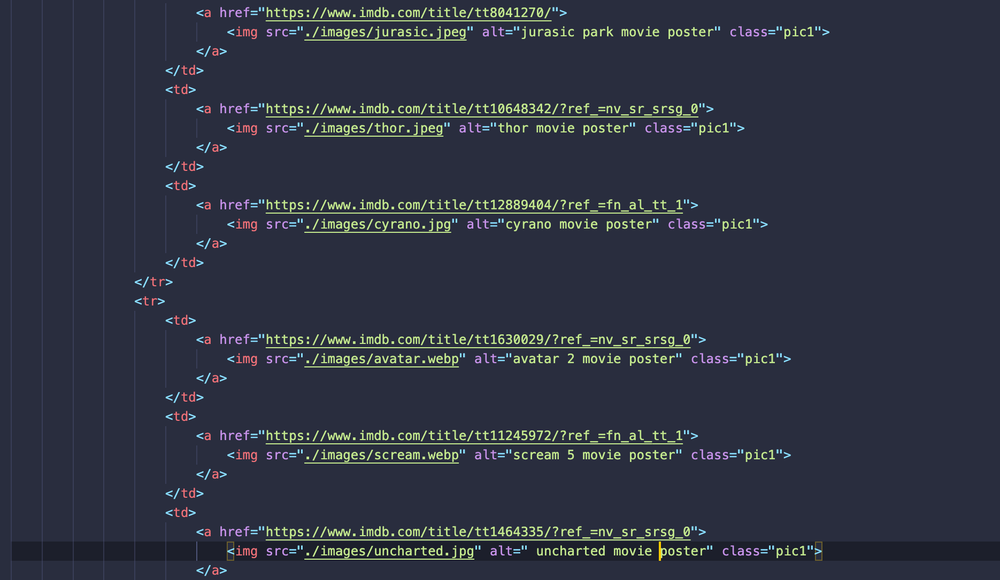 <a href="https://www.imdb.com/title/tt8041270/">
<img src="./images/jurasic.jpeg" alt="jurasic park movie poster" class="pic1">
</a>
</td>
<td>
<a href="https://www.imdb.com/title/tt10648342/?ref_=nv_sr_srsg_0">
<img src="./images/thor.jpeg" alt="thor movie poster" class="pic1">
</a>
</td>
<td>
<a href="https://www.imdb.com/title/tt12889404/?ref_=fn_al_tt_1">
<img src="./images/cyrano.jpg" alt="cyrano movie poster" class="pic1">
</a>
</td>
</tr>
<tr>
<td>
<a href="https://www.imdb.com/title/tt1630029/?ref_=nv_sr_srsg_0">
<img src="./images/avatar.webp" alt="avatar 2 movie poster" class="pic1">
</a>
</td>
<td>
<a href="https://www.imdb.com/title/tt11245972/?ref_=fn_al_tt_1">
<img src="./images/scream.webp" alt="scream 5 movie poster" class="pic1">
</a>
</td>
<td>
<a href="https://www.imdb.com/title/tt1464335/?ref_=nv_sr_srsg_0">
<img src="./images/uncharted.jpg" alt=" uncharted movie poster" class="pic1">
</a>